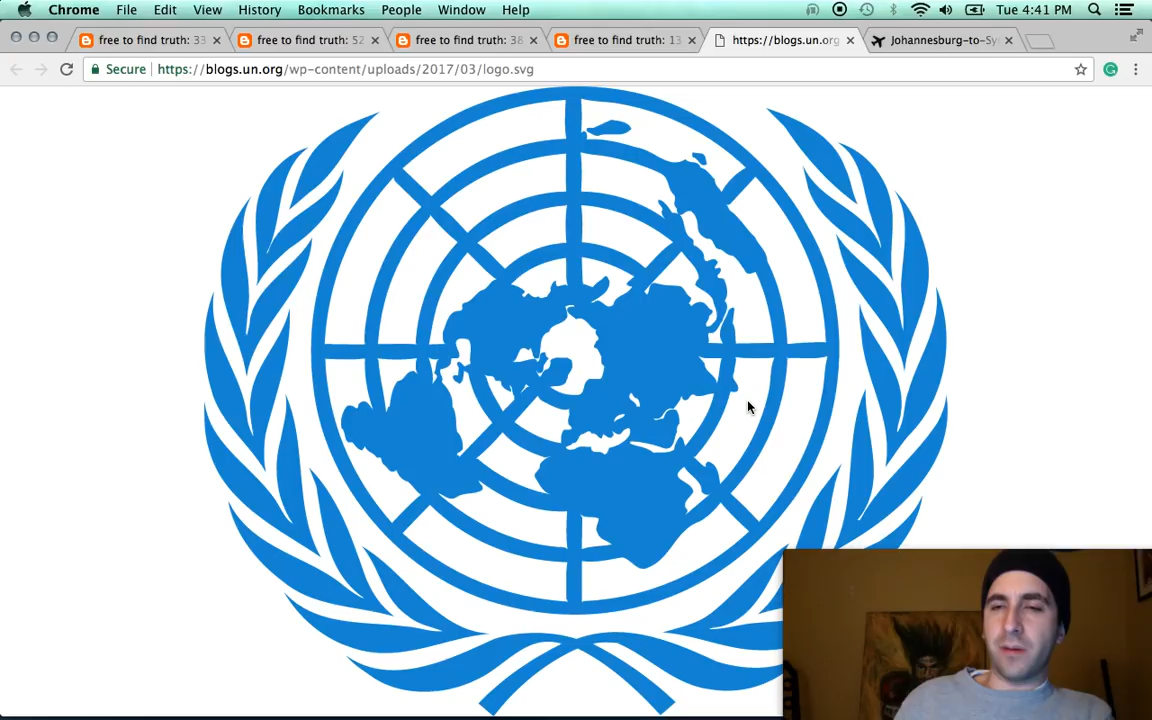 Chrome File Edit View History Bookmarks People Window Help Tue 4:41 PM
free to find truth: 33 free to find truth: 52 free to find truth: 38 free to find truth: 13 https://blogs.un.org Johannesburg-to-Sy
Secure https://blogs.un.org/wp-content/uploads/2017/03/logo.svg